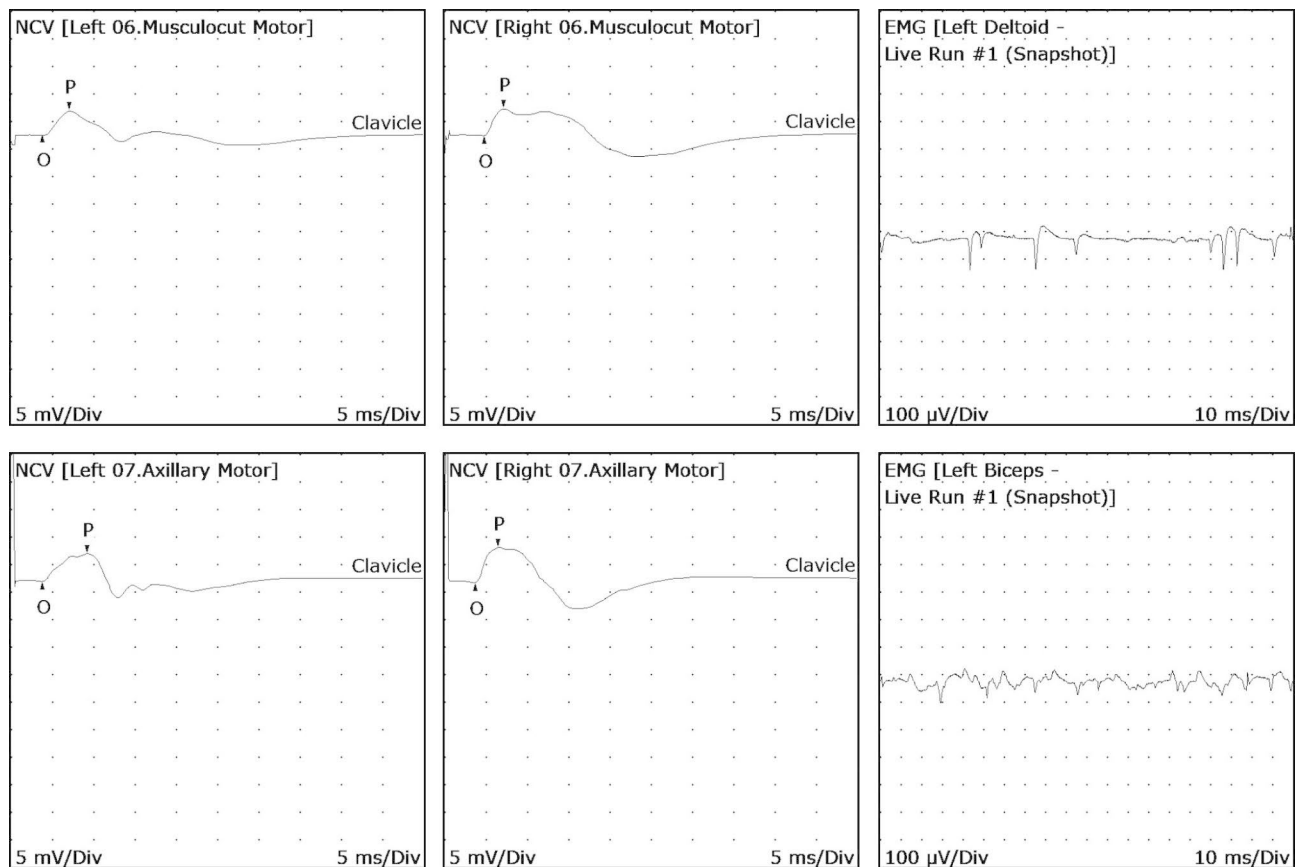 NCV [Left 06.Musculocut Motor]
P
O
Clavicle
5 mV/Div
5 ms/Div
NCV [Right 06.Musculocut Motor]
P
O
Clavicle
5 mV/Div
5 ms/Div
EMG [Left Deltoid -
Live Run #1 (Snapshot)]
100 µV/Div
10 ms/Div
NCV [Left 07.Axillary Motor]
P
O
Clavicle
5 mV/Div
5 ms/Div
NCV [Right 07.Axillary Motor]
P
O
Clavicle
5 mV/Div
5 ms/Div
EMG [Left Biceps -
Live Run #1 (Snapshot)]
100 µV/Div
10 ms/Div